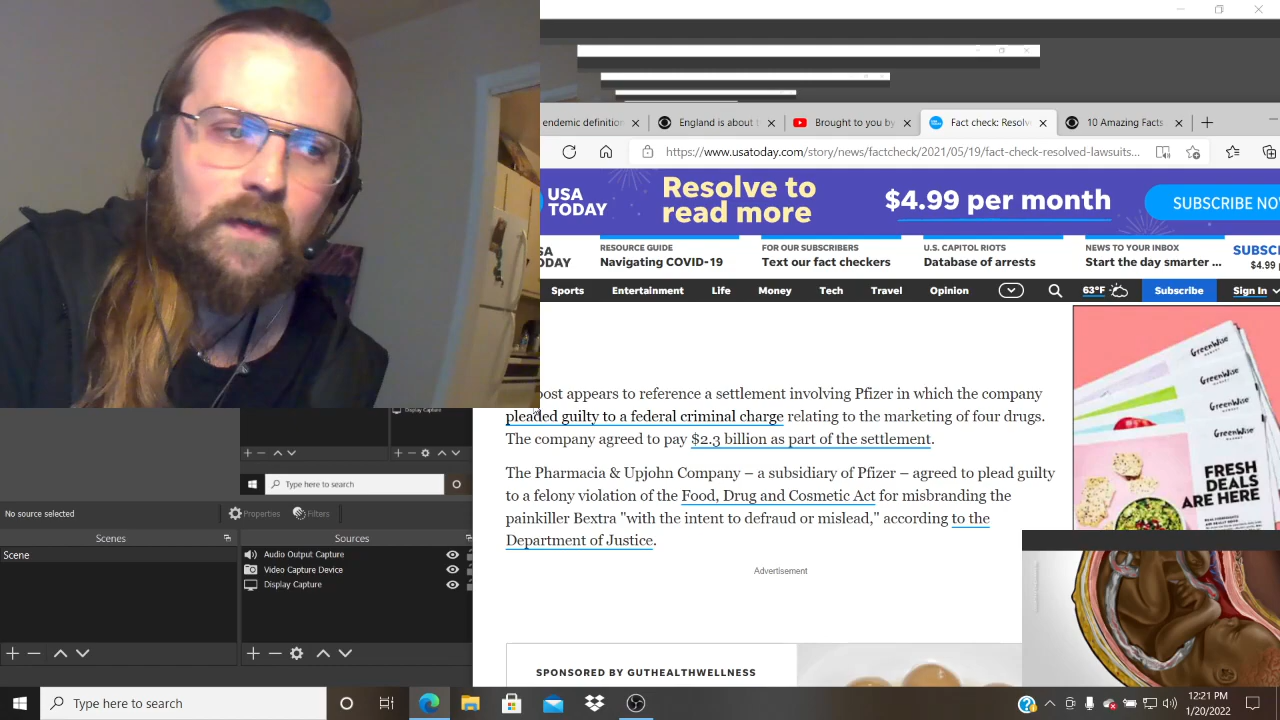 endemic definition
England is about t
Brought to you by
Fact check: Resolv
10 Amazing Facts
https://www.usatoday.com/story/news/factcheck/2021/05/19/fact-check-resolved-lawsuits...
USA
TODAY
Resolve to
read more
$4.99 per month
SUBSCRIBE NO
SA
ODAY
RESOURCE GUIDE
Navigating COVID-19
FOR OUR SUBSCRIBERS
Text our fact checkers
U.S. CAPITOL RIOTS
Database of arrests
NEWS TO YOUR INBOX
Start the day smarter ...
SUBSC
$4.99
Sports
Entertainment
Life
Money
Tech
Travel
Opinion
63°F
Subscribe
Sign In
post appears to reference a settlement involving Pfizer in which the company
pleaded guilty to a federal criminal charge relating to the marketing of four drugs.
The company agreed to pay $2.3 billion as part of the settlement.
The Pharmacia & Upjohn Company – a subsidiary of Pfizer – agreed to plead guilty
to a felony violation of the Food, Drug and Cosmetic Act for misbranding the
painkiller Bextra "with the intent to defraud or mislead," according to the
Department of Justice.
Advertisement
SPONSORED BY GUTHEALTHWELLNESS
GreenWise
MARKET
GreenWise
MARKET
FRESH
DEALS
ARE HERE
Display Capture
Type here to search
No source selected
Properties
Filters
Scenes
Sources
Scene
Audio Output Capture
Video Capture Device
Display Capture
Type here to search
12:21 PM
1/20/2022